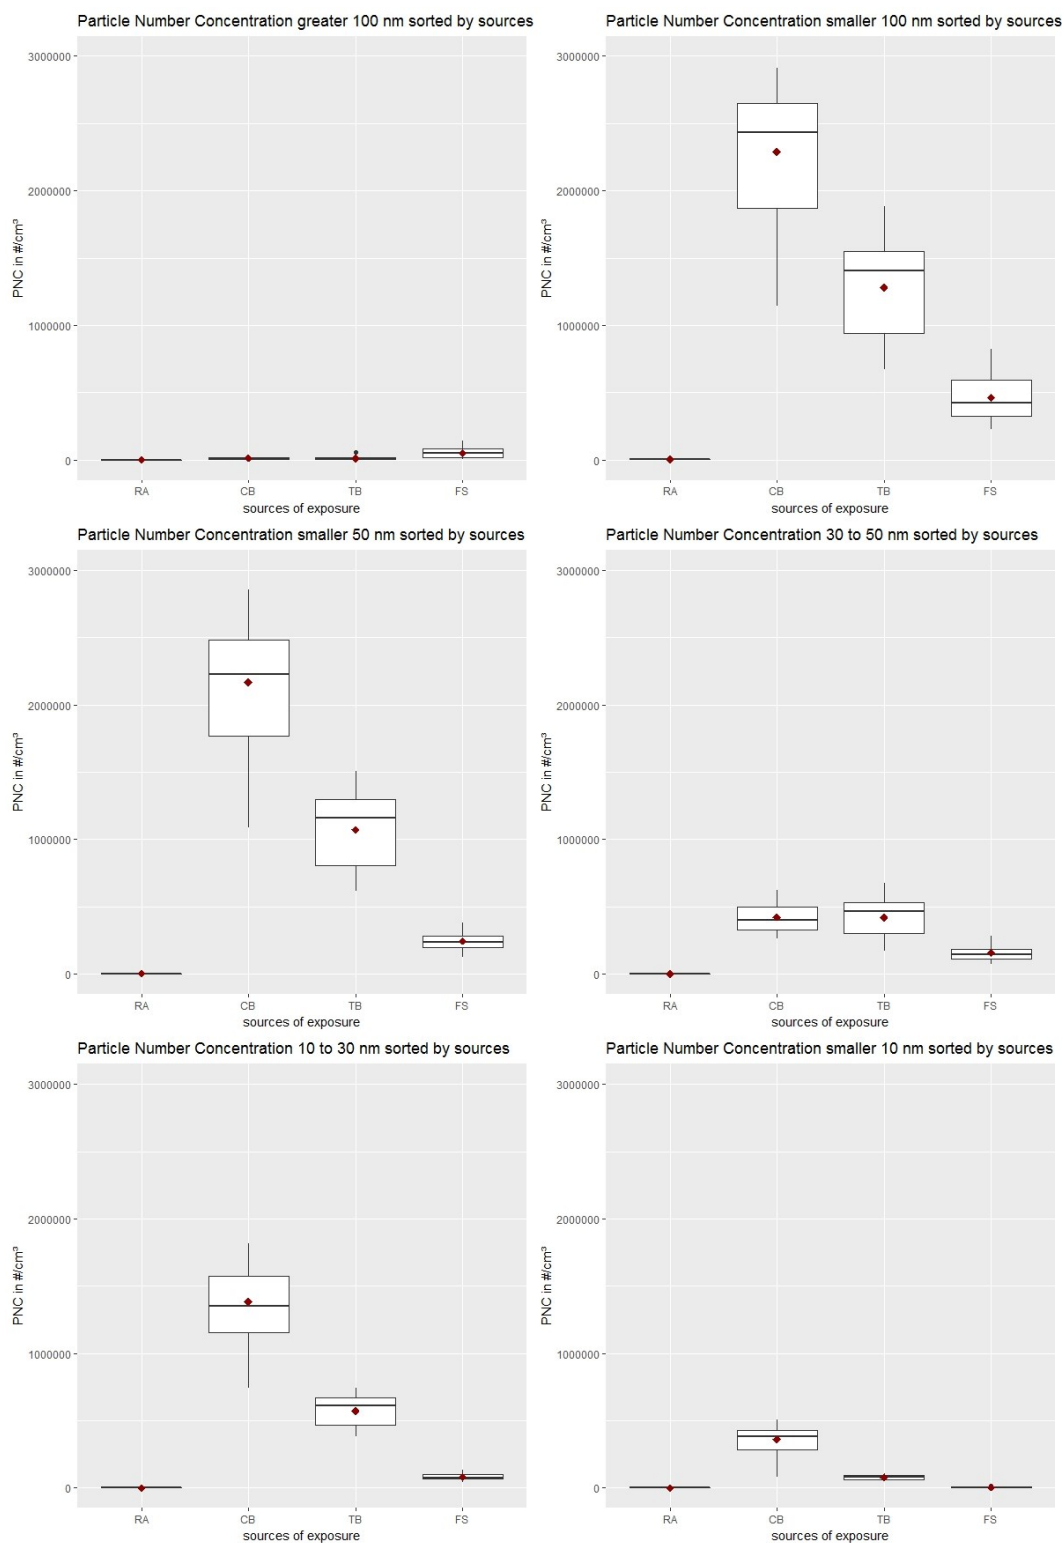 Particle Number Concentration greater 100 nm sorted by sources
3000000
2000000
1000000
0
PNC in #/cm³
RA CB TB FS
sources of exposure
Particle Number Concentration smaller 100 nm sorted by sources
3000000
2000000
1000000
0
PNC in #/cm³
RA CB TB FS
sources of exposure
Particle Number Concentration smaller 50 nm sorted by sources
3000000
2000000
1000000
0
PNC in #/cm³
RA CB TB FS
sources of exposure
Particle Number Concentration 30 to 50 nm sorted by sources
3000000
2000000
1000000
0
PNC in #/cm³
RA CB TB FS
sources of exposure
Particle Number Concentration 10 to 30 nm sorted by sources
3000000
2000000
1000000
0
PNC in #/cm³
RA CB TB FS
sources of exposure
Particle Number Concentration smaller 10 nm sorted by sources
3000000
2000000
1000000
0
PNC in #/cm³
RA CB TB FS
sources of exposure